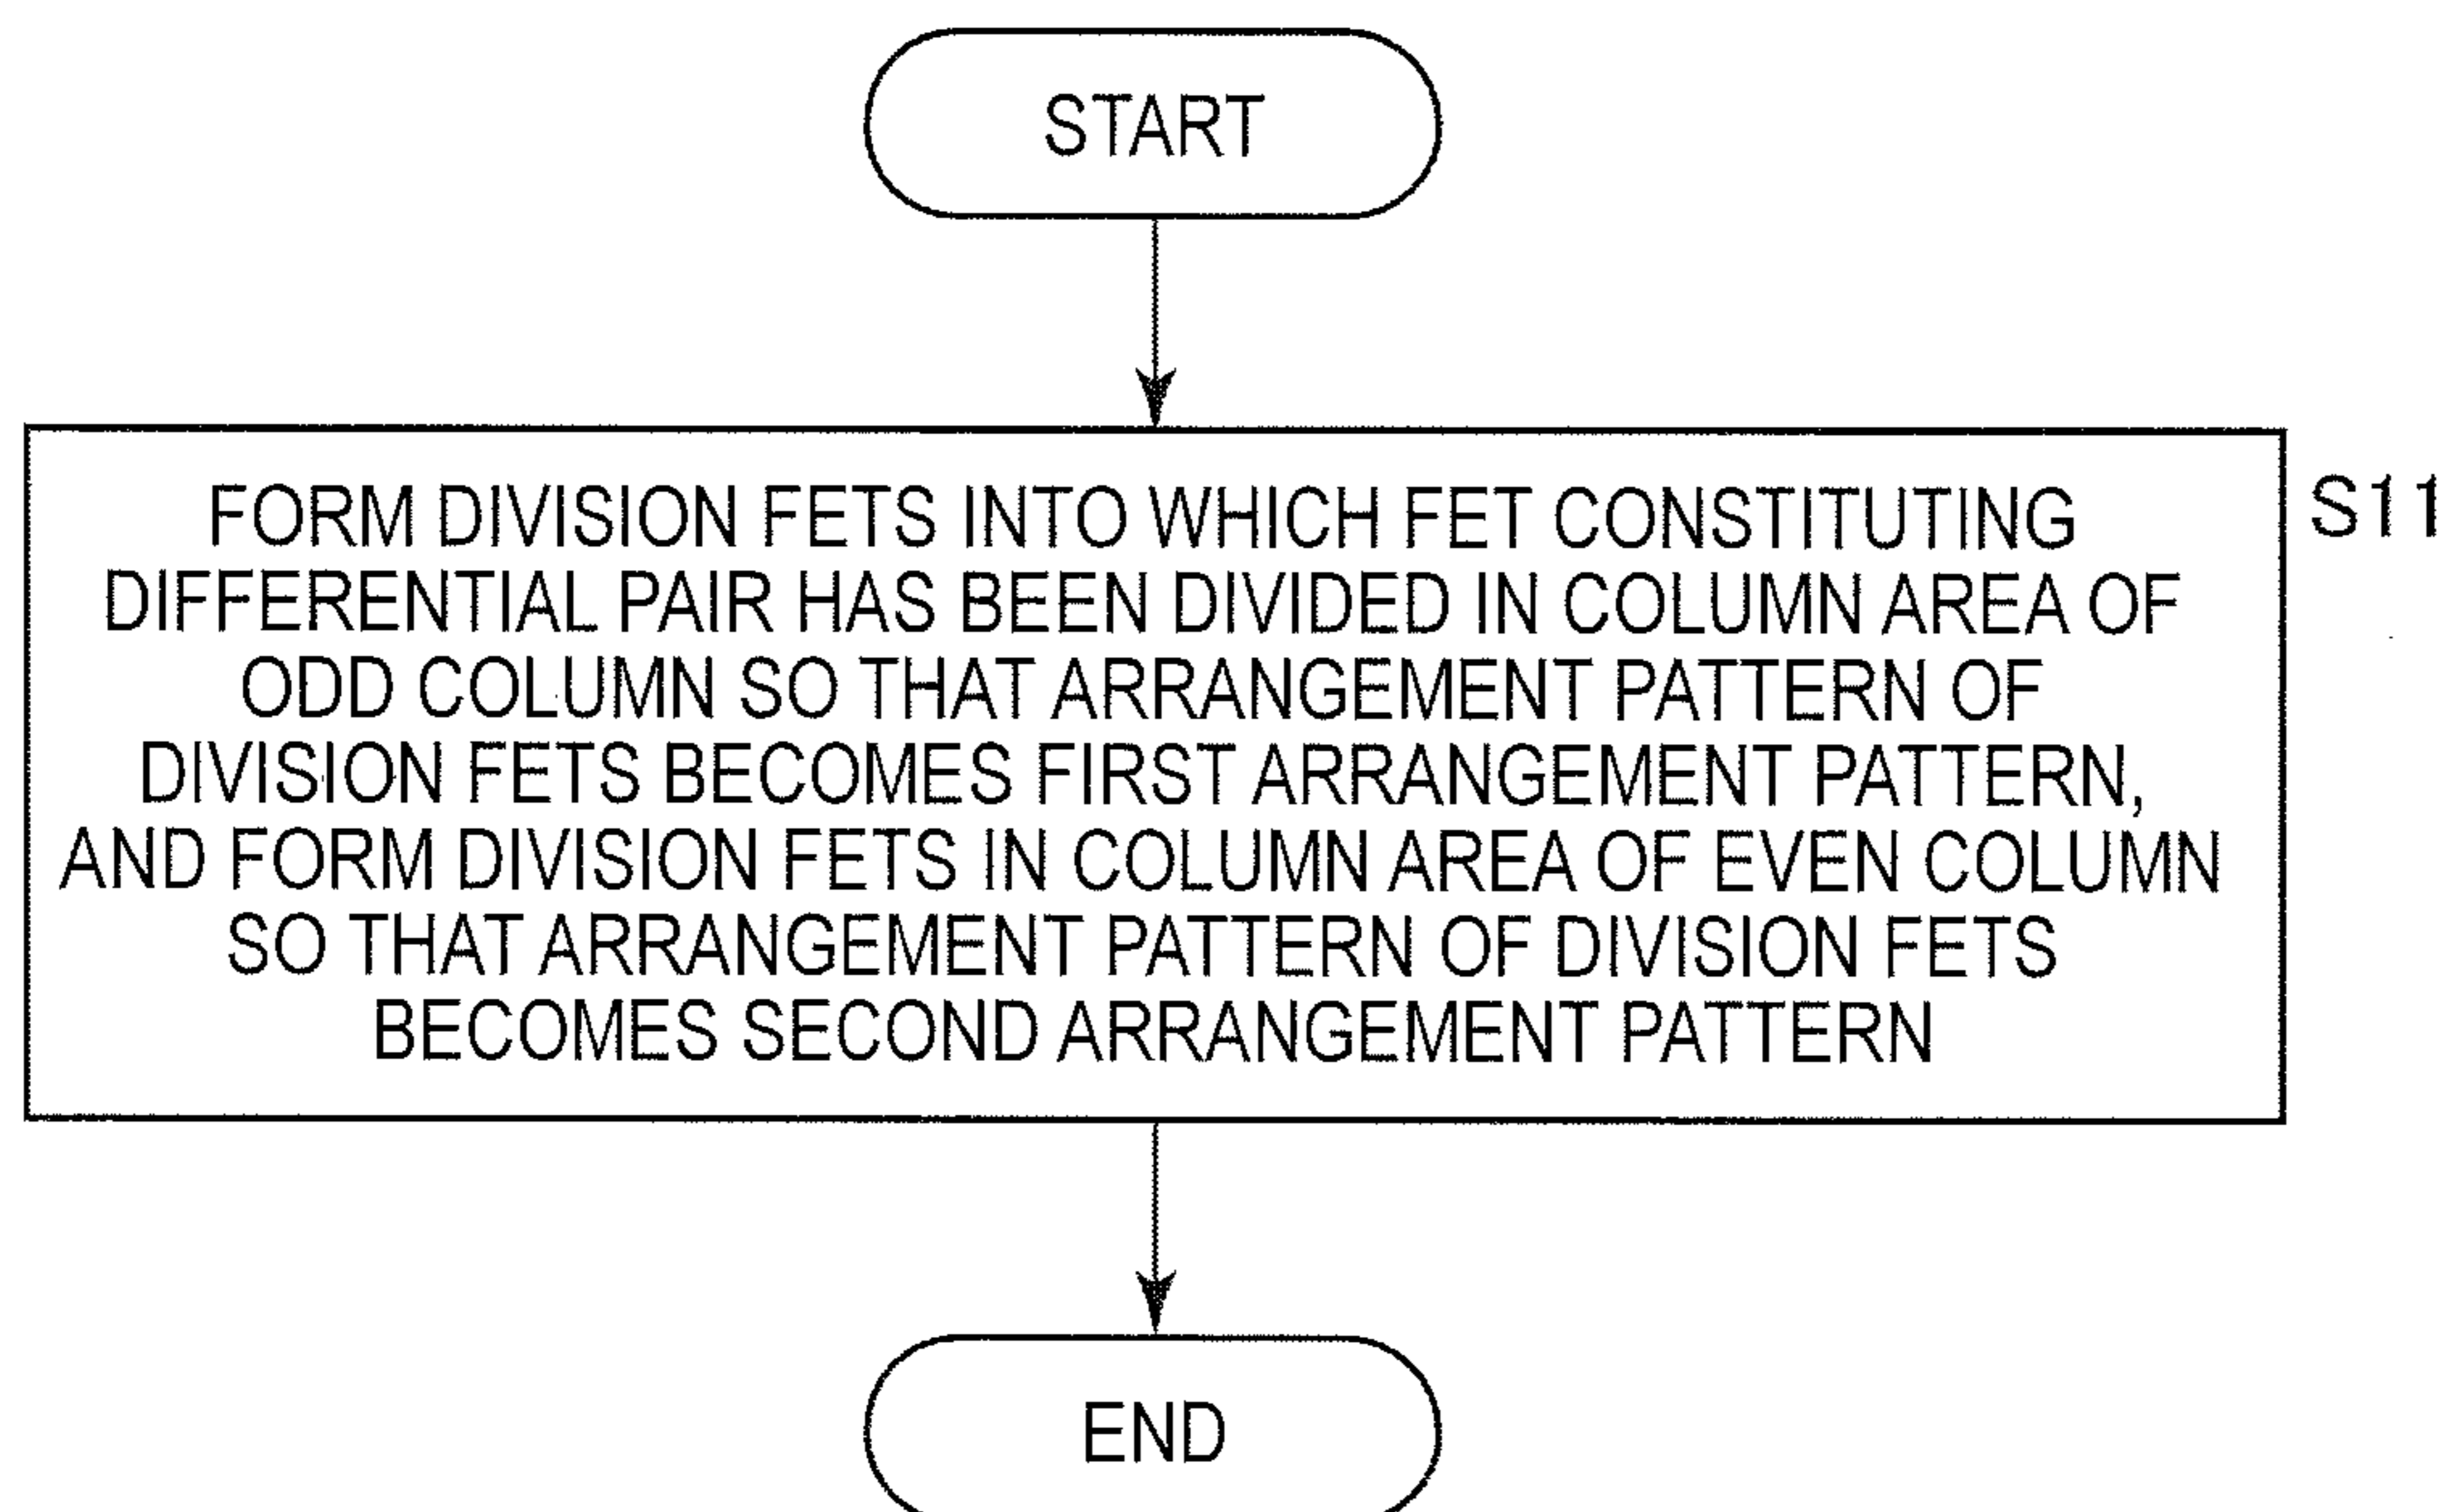 START
FORM DIVISION FETS INTO WHICH FET CONSTITUTING
DIFFERENTIAL PAIR HAS BEEN DIVIDED IN COLUMN AREA OF
ODD COLUMN SO THAT ARRANGEMENT PATTERN OF
DIVISION FETS BECOMES FIRST ARRANGEMENT PATTERN,
AND FORM DIVISION FETS IN COLUMN AREA OF EVEN COLUMN
SO THAT ARRANGEMENT PATTERN OF DIVISION FETS
BECOMES SECOND ARRANGEMENT PATTERN
S11
END